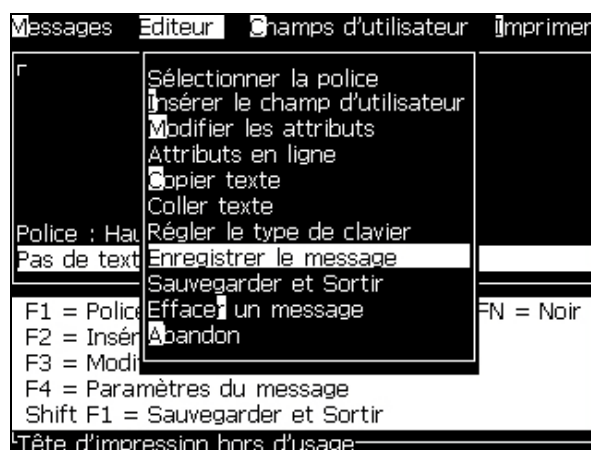 Messages Editeur Champs d'utilisateur Imprimer
Sélectionner la police
Insérer le champ d'utilisateur
Modifier les attributs
Attributs en ligne
Copier texte
Coller texte
Police : Hau Régler le type de clavier
Pas de text Enregistrer le message
Sauvegarder et Sortir
F1 = Police Effacer un message FN = Noir
F2 = Insér Abandon
F3 = Modi
F4 = Paramètres du message
Shift F1 = Sauvegarder et Sortir
Tête d'impression hors d'usage